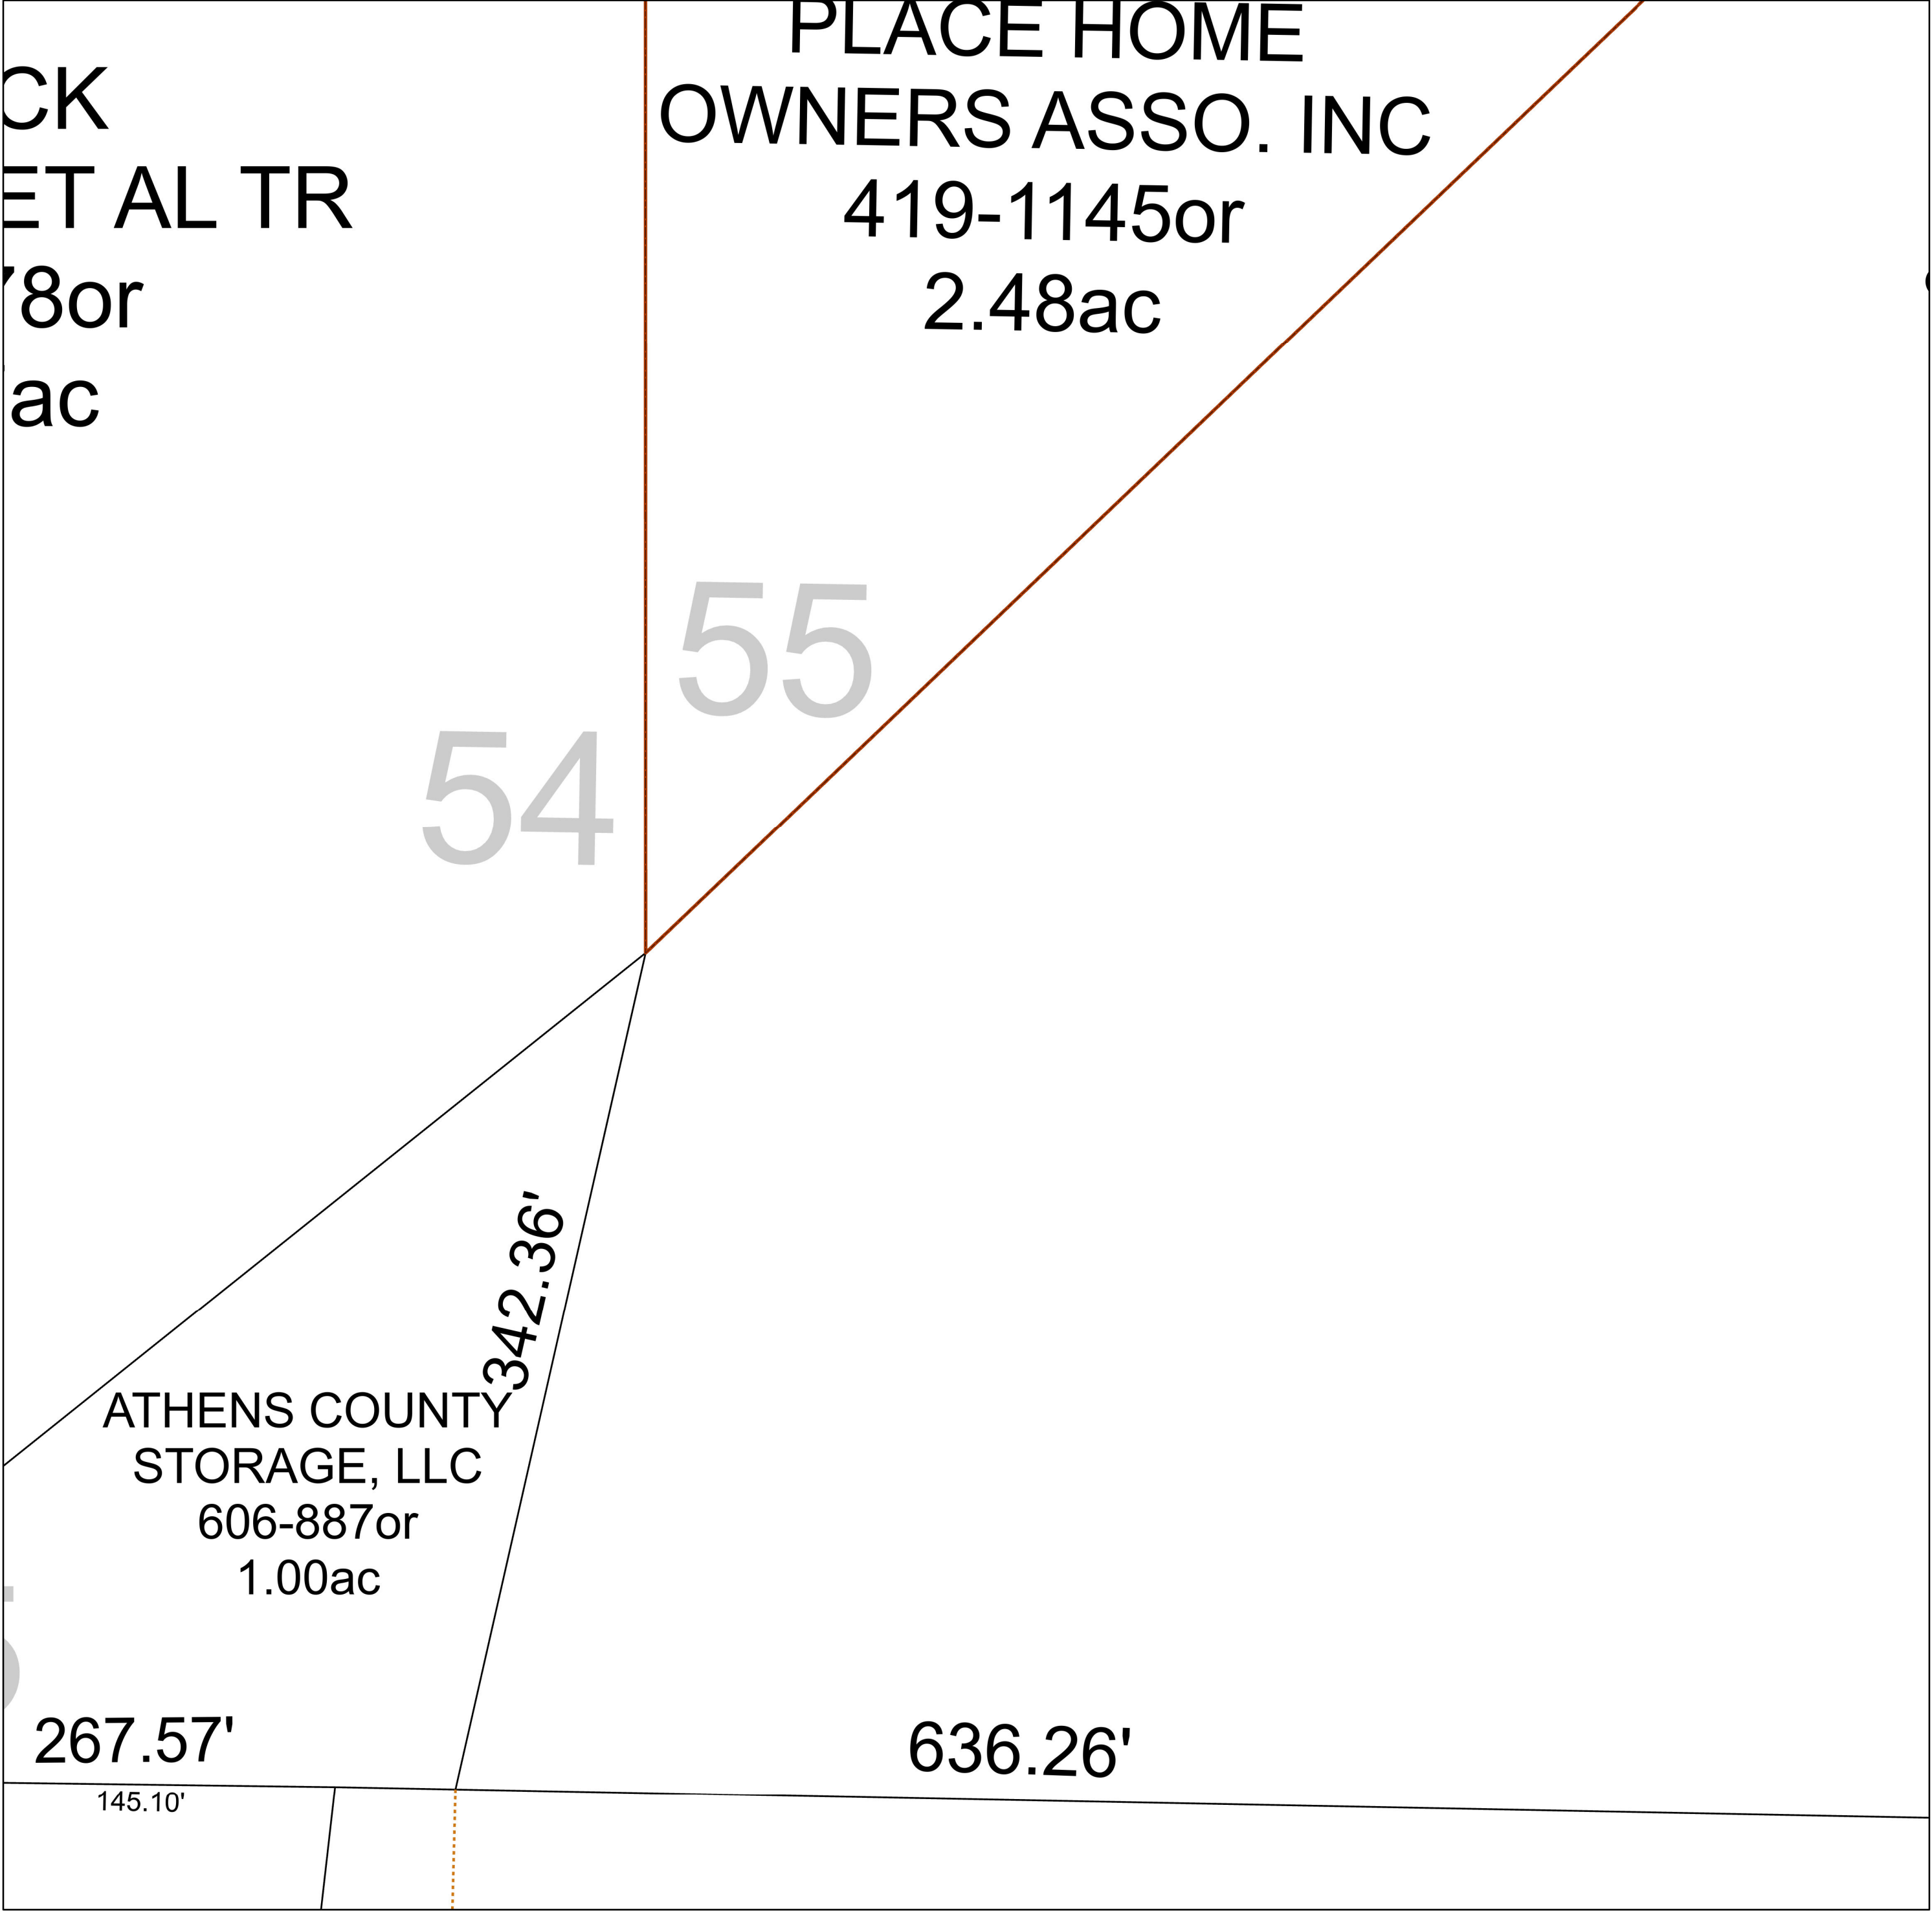 PLACE HOME
OWNERS ASSO. INC
419-1145or
2.48ac
CK
ET AL TR
8or
ac
55
54
342.36'
ATHENS COUNTY
STORAGE, LLC
606-887or
1.00ac
267.57'
636.26'
145.10'